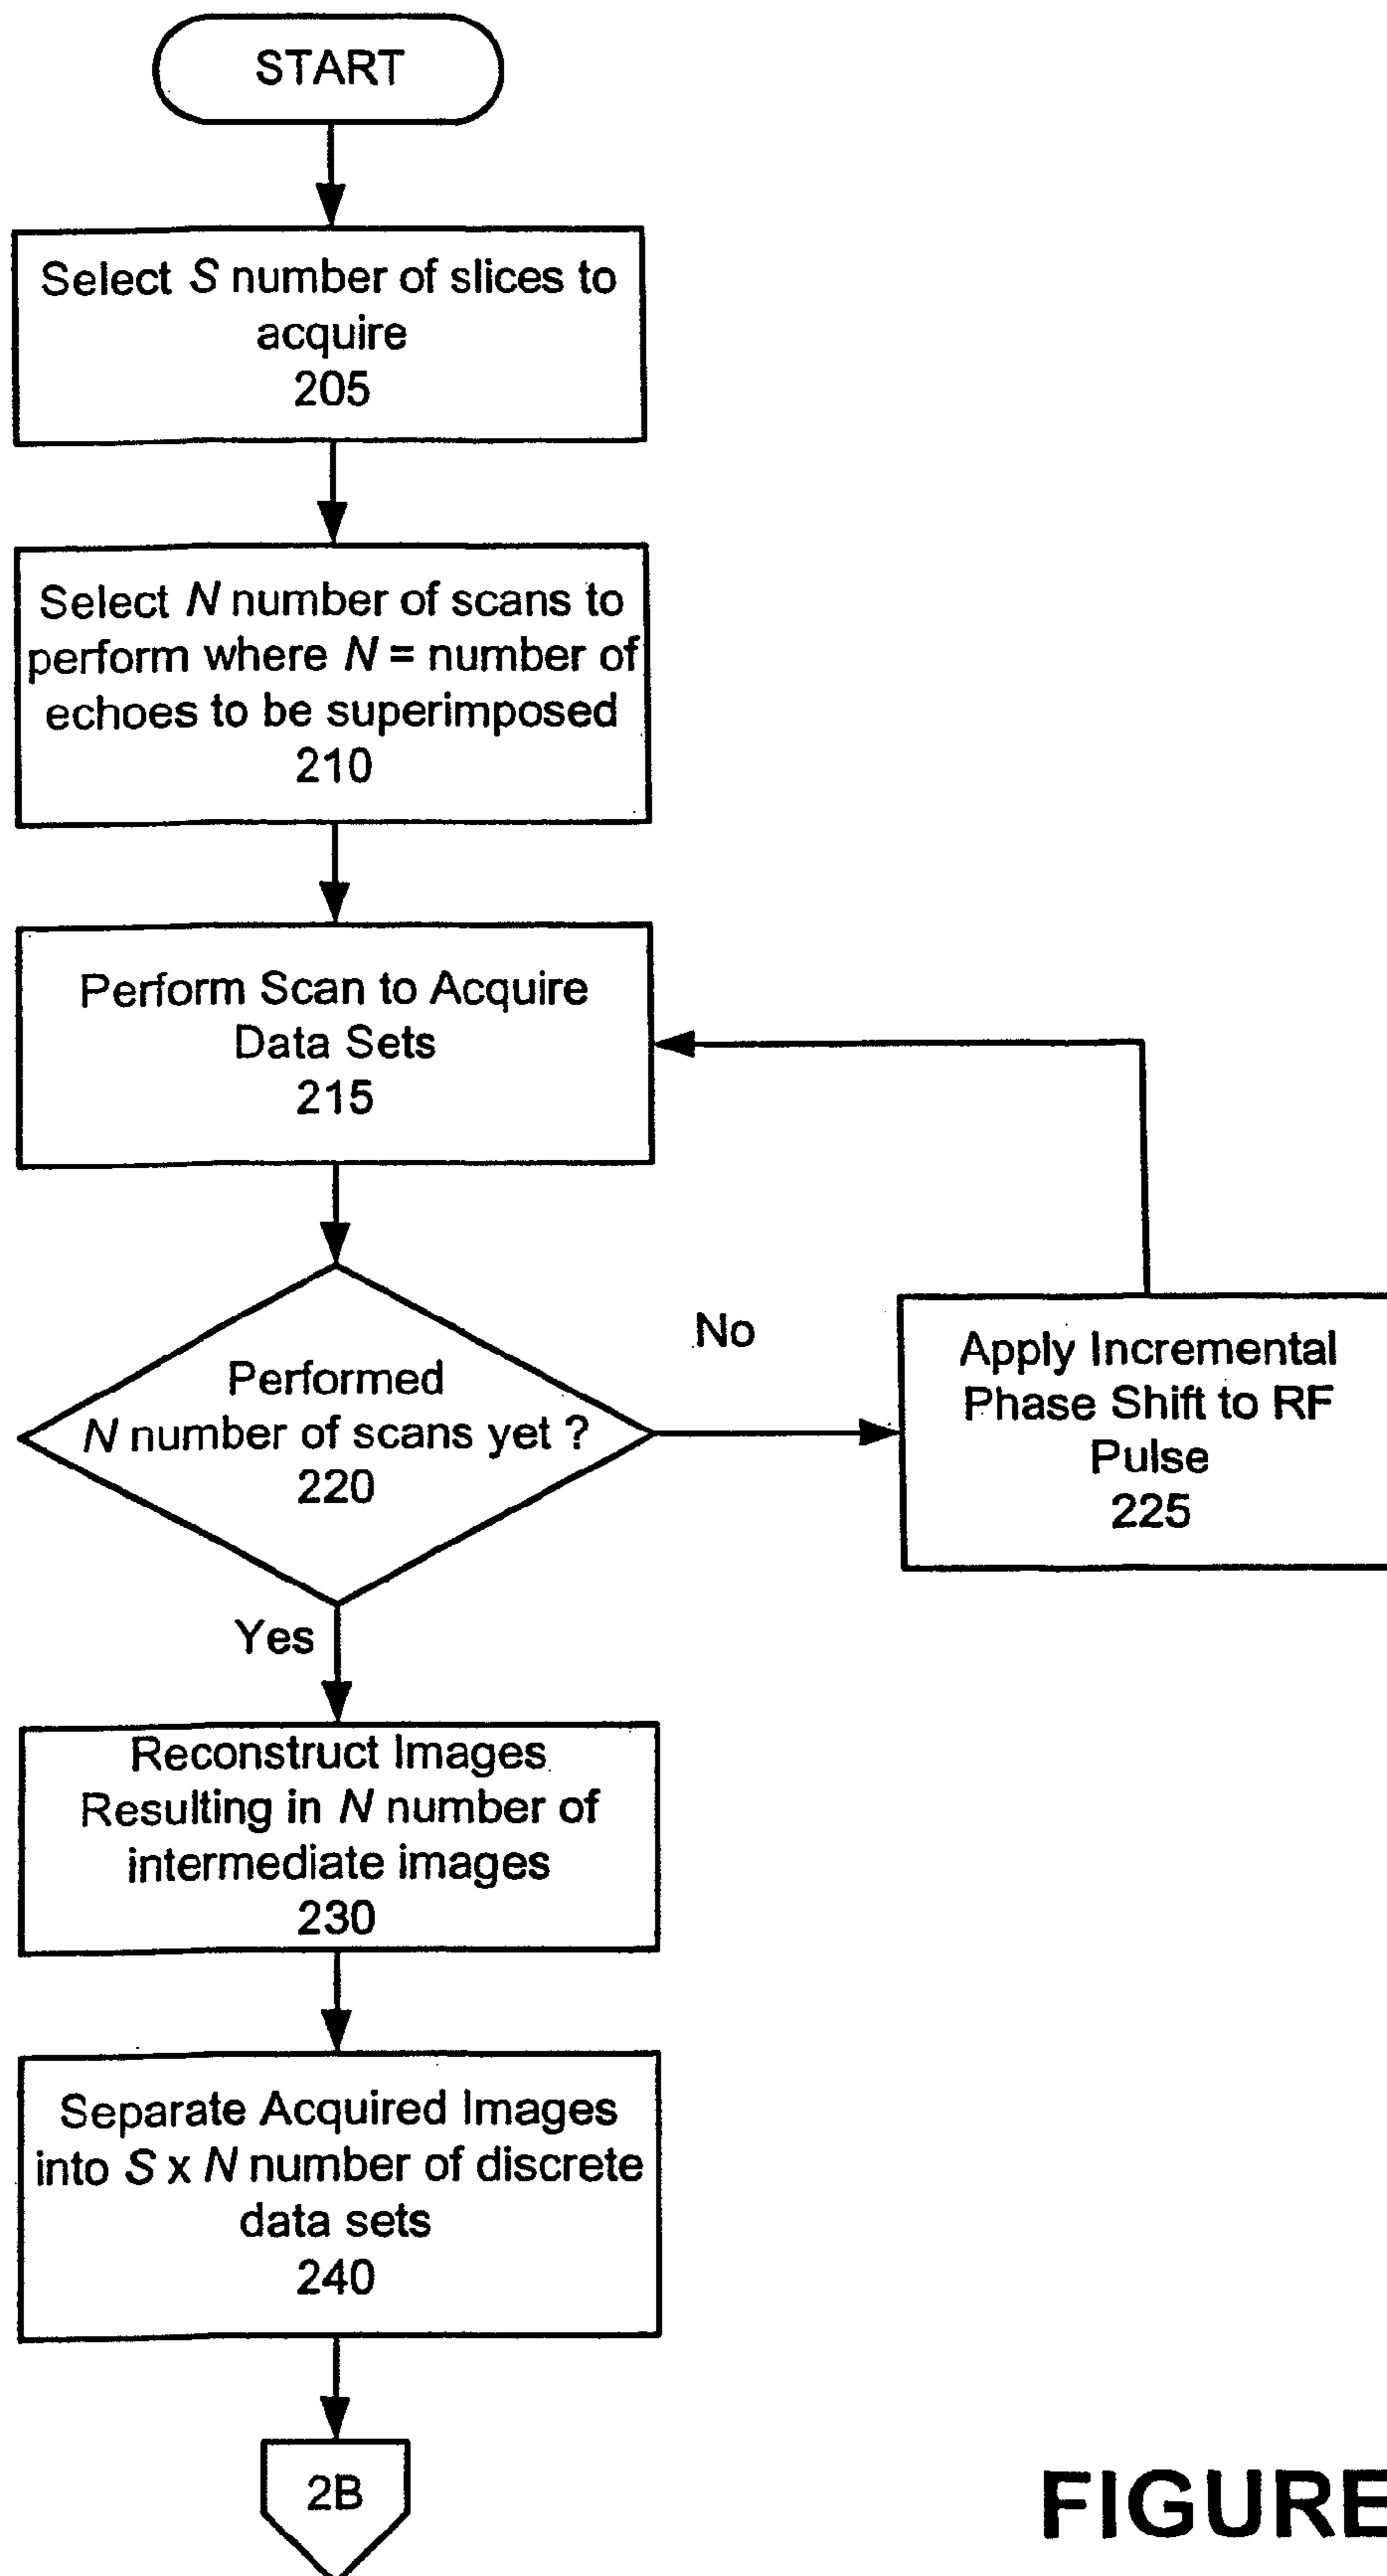 START
Select S number of slices to
acquire
205
Select N number of scans to
perform where N = number of
echoes to be superimposed
210
Perform Scan to Acquire
Data Sets
215
Performed
N number of scans yet ?
220
No
Apply Incremental
Phase Shift to RF
Pulse
225
Yes
Reconstruct Images
Resulting in N number of
intermediate images
230
Separate Acquired Images
into S x N number of discrete
data sets
240
2B
FIGURE